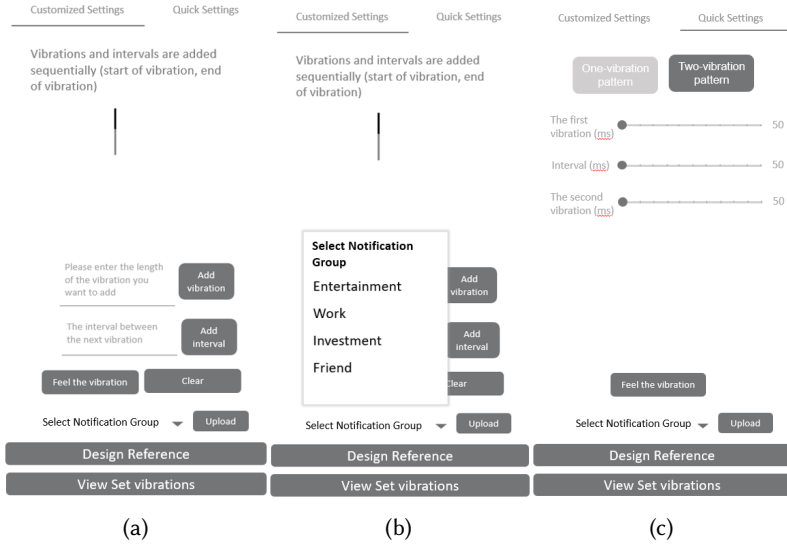 Customized Settings Quick Settings
Vibrations and intervals are added
sequentially (start of vibration, end
of vibration)
Please enter the length
of the vibration you
want to add
Add
vibration
The interval between
the next vibration
Add
interval
Feel the vibration Clear
Select Notification Group Upload
Design Reference
View Set vibrations
(a)
Customized Settings Quick Settings
Vibrations and intervals are added
sequentially (start of vibration, end
of vibration)
Select Notification
Group
Entertainment
Work
Investment
Friend
Add
vibration
Add
interval
Clear
Select Notification Group Upload
Design Reference
View Set vibrations
(b)
Customized Settings Quick Settings
One-vibration
pattern
Two-vibration
pattern
The first
vibration (ms) 50
Interval (ms) 50
The second
vibration (ms) 50
Feel the vibration
Select Notification Group Upload
Design Reference
View Set vibrations
(c)